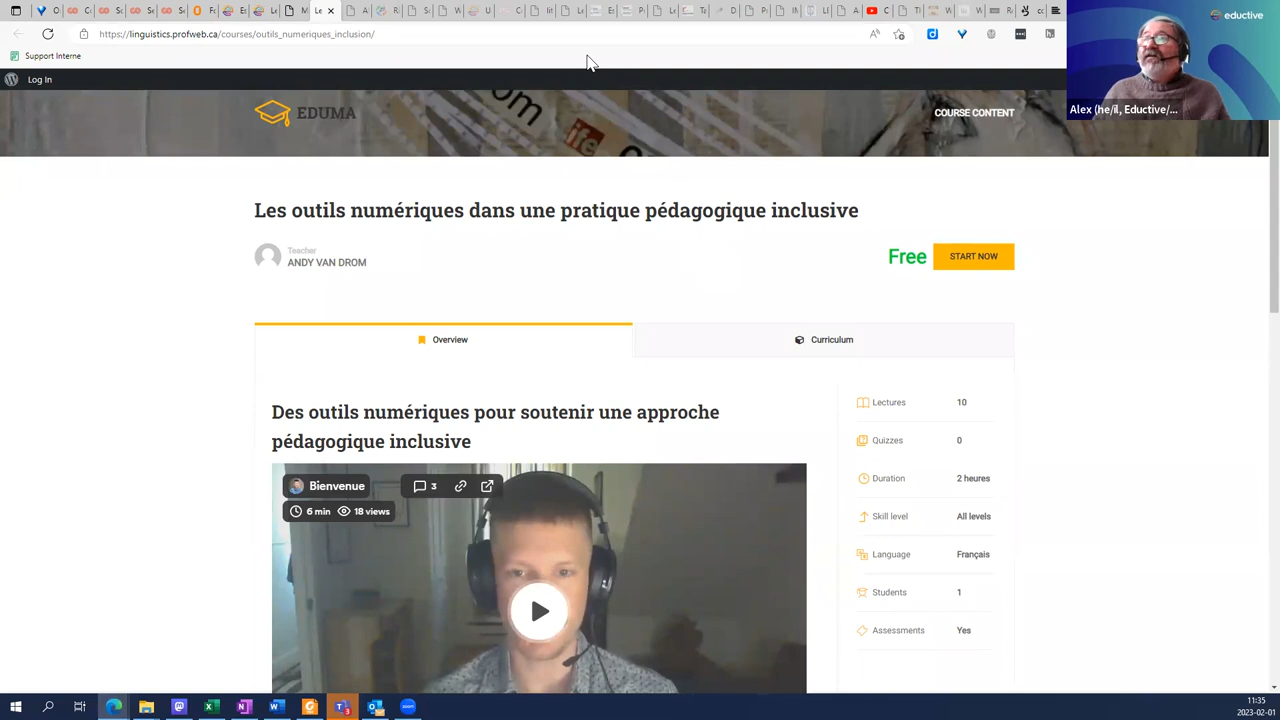 https://linguistics.profweb.ca/courses/outils_numeriques_inclusion/
Support Interne
Log In
eductive
Alex (he/il, Eductive/...
EDUMA
COURSE CONTENT
Les outils numériques dans une pratique pédagogique inclusive
Teacher
ANDY VAN DROM
Free
START NOW
Overview
Curriculum
Des outils numériques pour soutenir une approche
pédagogique inclusive
Lectures 10
Quizzes 0
Duration 2 heures
Skill level All levels
Language Français
Students 1
Assessments Yes
Bienvenue
3
6 min 18 views
11:35
2023-02-01